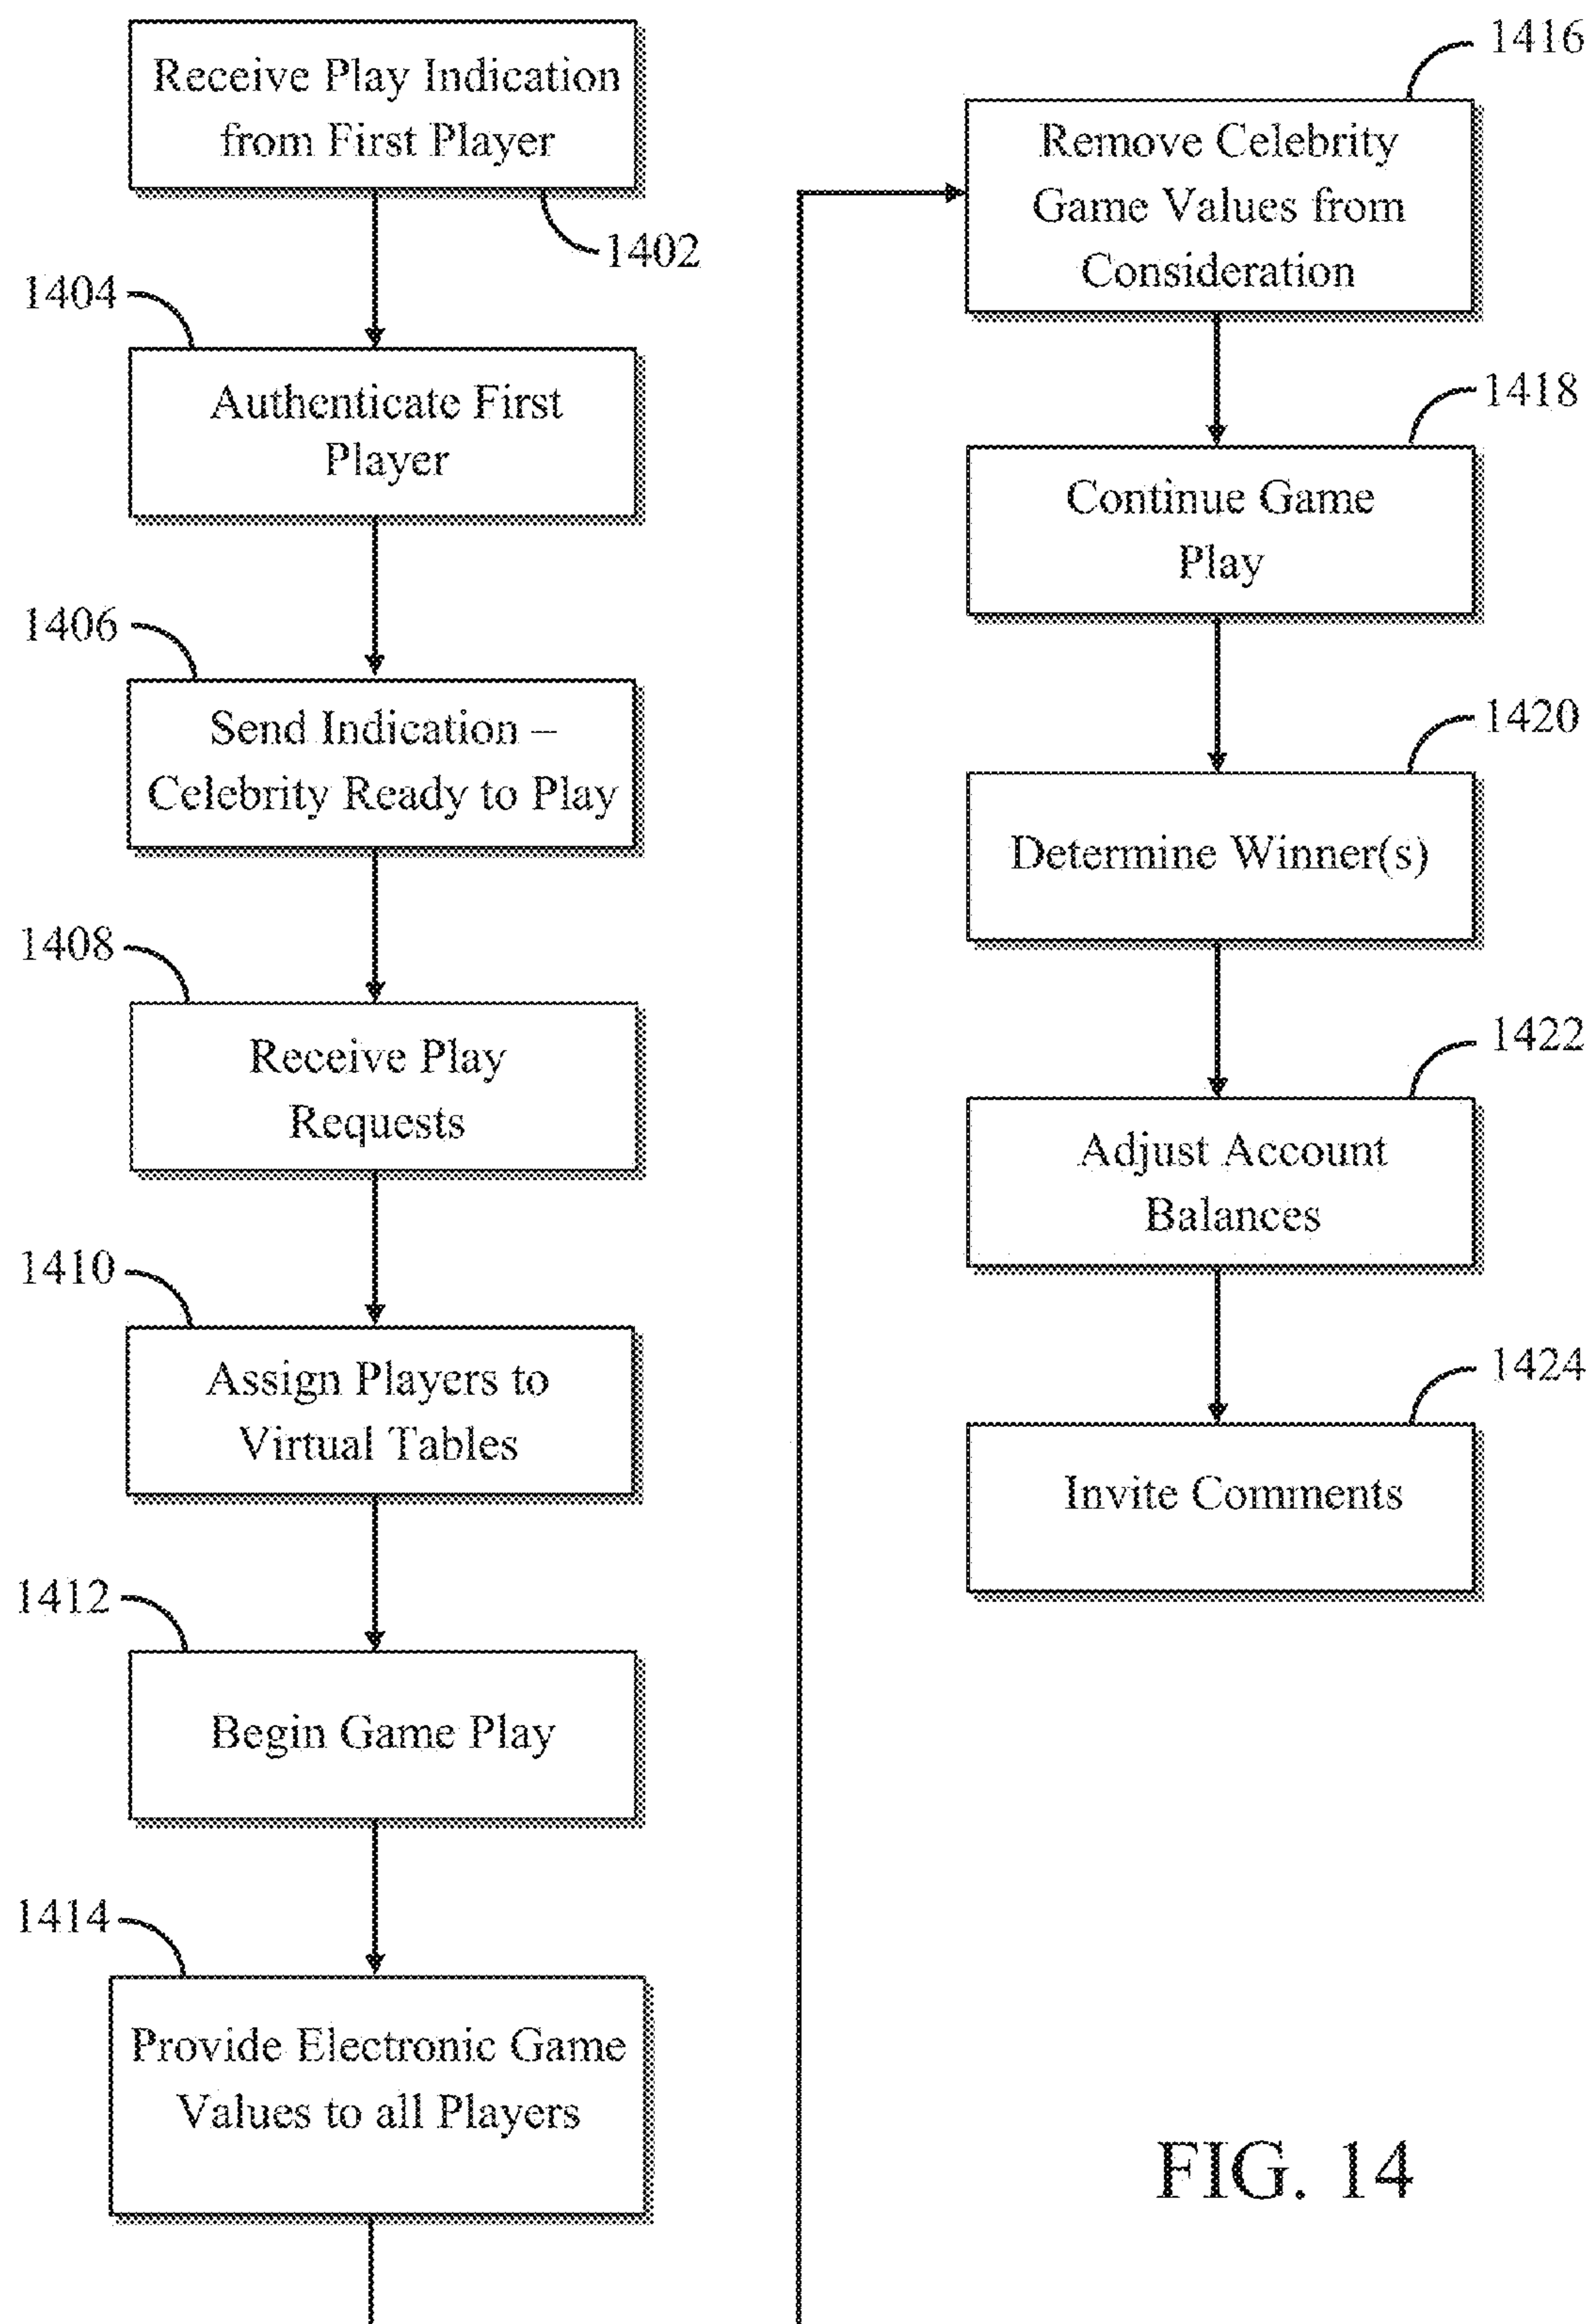 Receive Play Indication
from First Player
1402
1404
Authenticate First
Player
1406
Send Indication –
Celebrity Ready to Play
1408
Receive Play
Requests
1410
Assign Players to
Virtual Tables
1412
Begin Game Play
1414
Provide Electronic Game
Values to all Players
1416
Remove Celebrity
Game Values from
Consideration
1418
Continue Game
Play
1420
Determine Winner(s)
1422
Adjust Account
Balances
1424
Invite Comments
FIG. 14